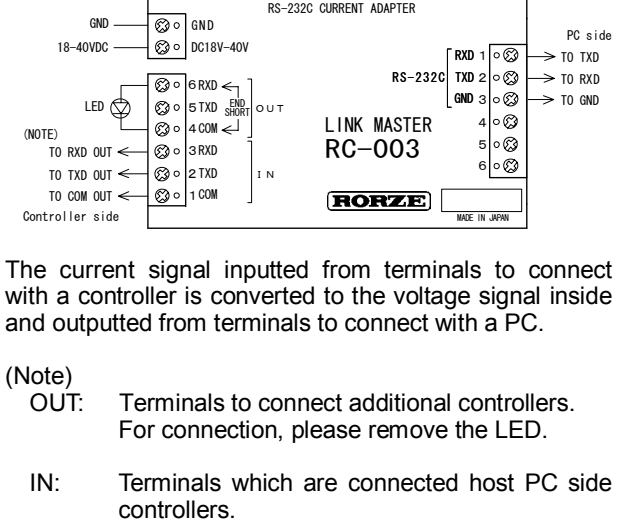 RS-232C CURRENT ADAPTER
GND GND
18-40VDC DC18V-40V
PC side
RXD 1 TO TXD
RS-232C TXD 2 TO RXD
GND 3 TO GND
4
5
6
LED
6 RXD
5 TXD END SHORT OUT
4 COM
(NOTE)
TO RXD OUT 3 RXD
TO TXD OUT 2 TXD IN
TO COM OUT 1 COM
Controller side
LINK MASTER
RC-003
RORZE
MADE IN JAPAN
The current signal inputted from terminals to connect
with a controller is converted to the voltage signal inside
and outputted from terminals to connect with a PC.
(Note)
OUT: Terminals to connect additional controllers.
For connection, please remove the LED.
IN: Terminals which are connected host PC side
controllers.